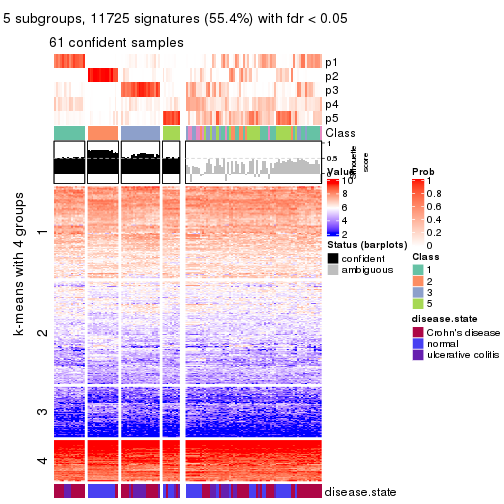 5 subgroups, 11725 signatures (55.4%) with fdr < 0.05
61 confident samples
p1
p2
p3
p4
p5
Class
1
0.5
0
Silhouette
score
k-means with 4 groups
1
2
3
4
disease.state
Value
10
8
6
4
2
Status (barplots)
confident
ambiguous
Prob
1
0.8
0.6
0.4
0.2
0
Class
1
2
3
5
disease.state
Crohn's disease
normal
ulcerative colitis